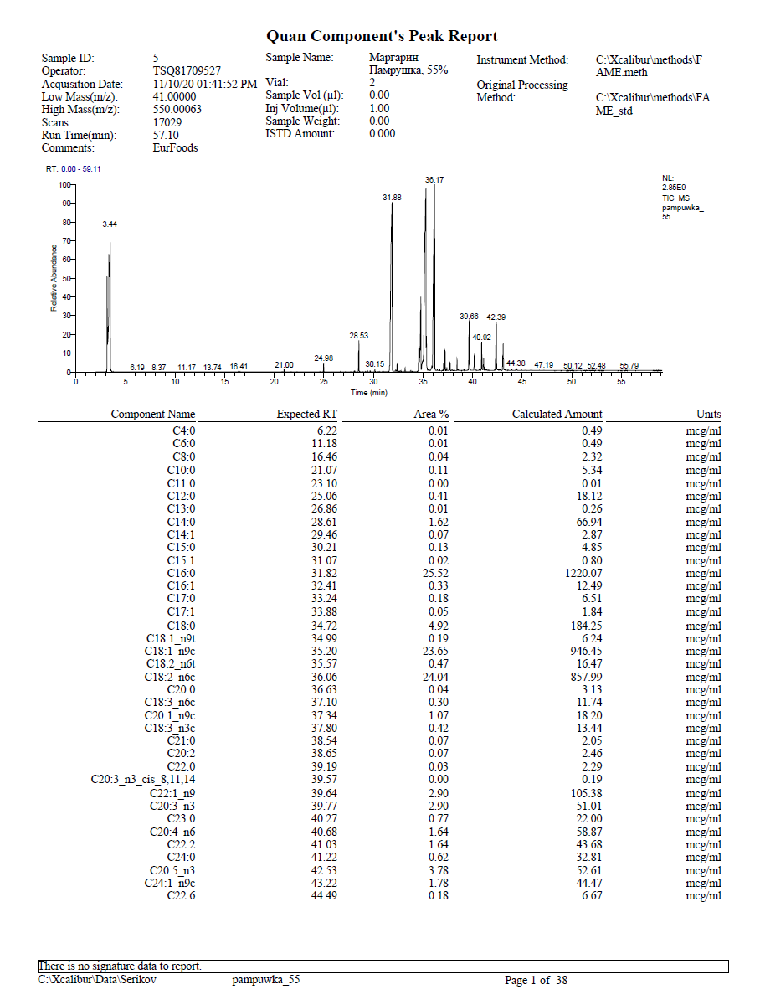 Quan Component's Peak Report
Sample ID: 5
Operator: TSQ81709527
Acquisition Date: 11/10/20 01:41:52 PM
Low Mass(m/z): 41.00000
High Mass(m/z): 550.00063
Scans: 17029
Run Time(min): 57.10
Comments: EurFoods
Sample Name: Маргарин
Памрушка, 55%
Vial: 2
Sample Vol (µl): 0.00
Inj Volume(µl): 1.00
Sample Weight: 0.00
ISTD Amount: 0.000
Instrument Method: C:\Xcalibur\methods\F
AME.meth
Original Processing
Method: C:\Xcalibur\methods\FA
ME_std
RT: 0.00 - 59.11
NL:
2.85E9
TIC MS
pampuwka_
55
Relative Abundance
100
90
80
70
60
50
40
30
20
10
0
3.44
6.19
8.37
11.17
13.74
16.41
21.00
24.98
28.53
30.15
31.88
36.17
39.66
40.92
42.39
44.38
47.19
50.12
52.48
55.79
0 5 10 15 20 25 30 35 40 45 50 55
Time (min)
Component Name Expected RT Area % Calculated Amount Units
C4:0 6.22 0.01 0.49 mcg/ml
C6:0 11.18 0.01 0.49 mcg/ml
C8:0 16.46 0.04 2.32 mcg/ml
C10:0 21.07 0.11 5.34 mcg/ml
C11:0 23.10 0.00 0.01 mcg/ml
C12:0 25.06 0.41 18.12 mcg/ml
C13:0 26.86 0.01 0.26 mcg/ml
C14:0 28.61 1.62 66.94 mcg/ml
C14:1 29.46 0.07 2.87 mcg/ml
C15:0 30.21 0.13 4.85 mcg/ml
C15:1 31.07 0.02 0.80 mcg/ml
C16:0 31.82 25.52 1220.07 mcg/ml
C16:1 32.41 0.33 12.49 mcg/ml
C17:0 33.24 0.18 6.51 mcg/ml
C17:1 33.88 0.05 1.84 mcg/ml
C18:0 34.72 4.92 184.25 mcg/ml
C18:1_n9t 34.99 0.19 6.24 mcg/ml
C18:1_n9c 35.20 23.65 946.45 mcg/ml
C18:2_n6t 35.57 0.47 16.47 mcg/ml
C18:2_n6c 36.06 24.04 857.99 mcg/ml
C20:0 36.63 0.04 3.13 mcg/ml
C18:3_n6c 37.10 0.30 11.74 mcg/ml
C20:1_n9c 37.34 1.07 18.20 mcg/ml
C18:3_n3c 37.80 0.42 13.44 mcg/ml
C21:0 38.54 0.07 2.05 mcg/ml
C20:2 38.65 0.07 2.46 mcg/ml
C22:0 39.19 0.03 2.29 mcg/ml
C20:3_n3_cis_8,11,14 39.57 0.00 0.19 mcg/ml
C22:1_n9 39.64 2.90 105.38 mcg/ml
C20:3_n3 39.77 2.90 51.01 mcg/ml
C23:0 40.27 0.77 22.00 mcg/ml
C20:4_n6 40.68 1.64 58.87 mcg/ml
C22:2 41.03 1.64 43.68 mcg/ml
C24:0 41.22 0.62 32.81 mcg/ml
C20:5_n3 42.53 3.78 52.61 mcg/ml
C24:1_n9c 43.22 1.78 44.47 mcg/ml
C22:6 44.49 0.18 6.67 mcg/ml
There is no signature data to report.
C:\Xcalibur\Data\Serikov pampuwka_55 Page 1 of 38